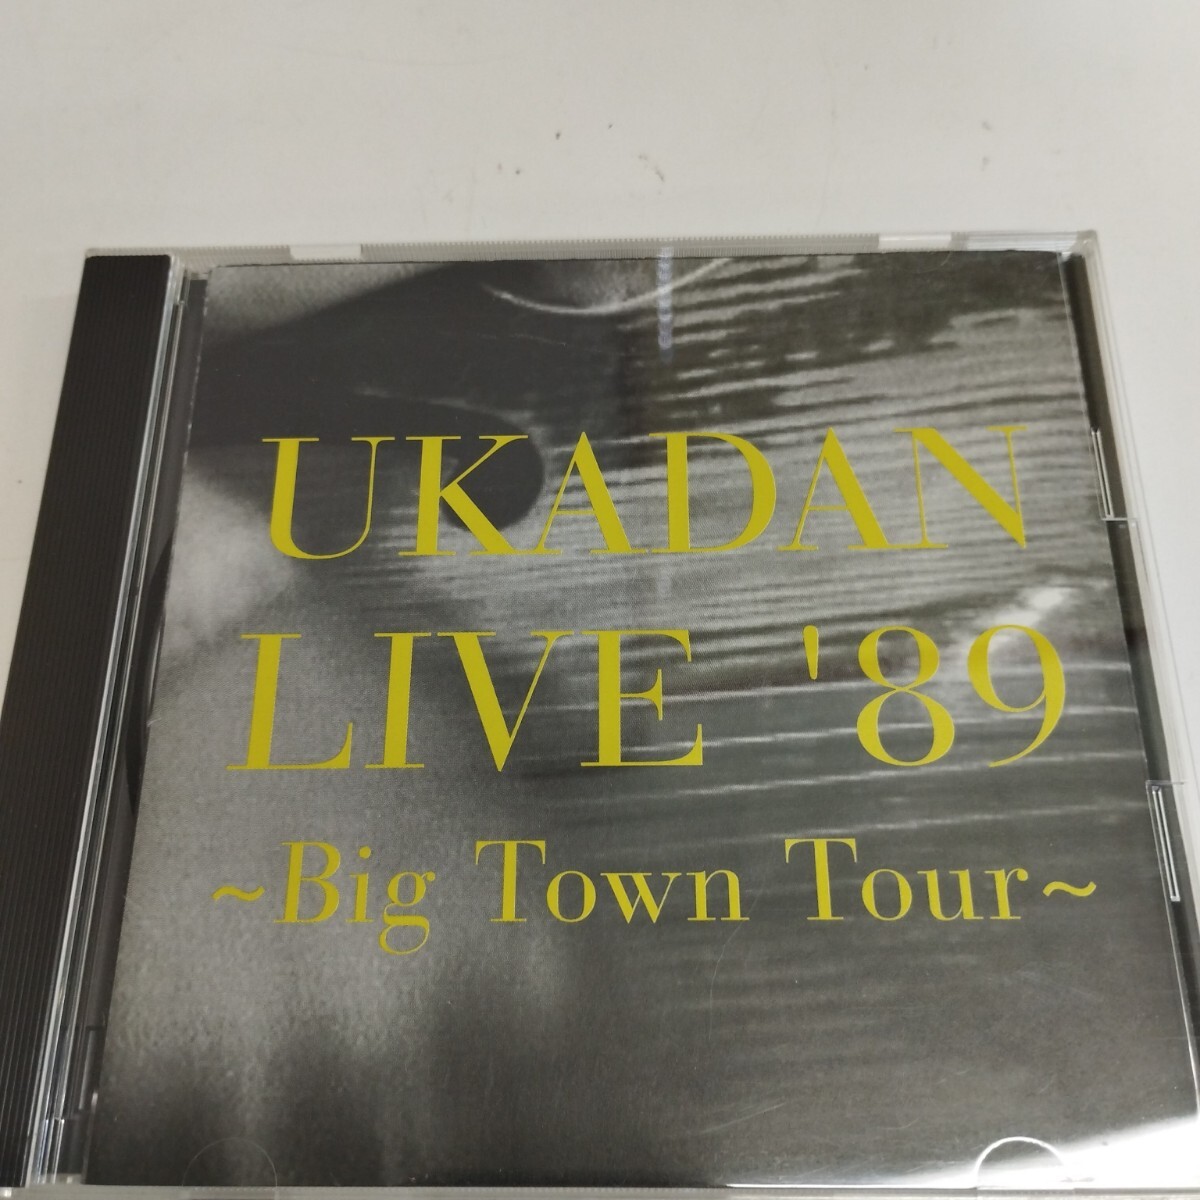 UKADAN
LIVE '89
~Big Town Tour~